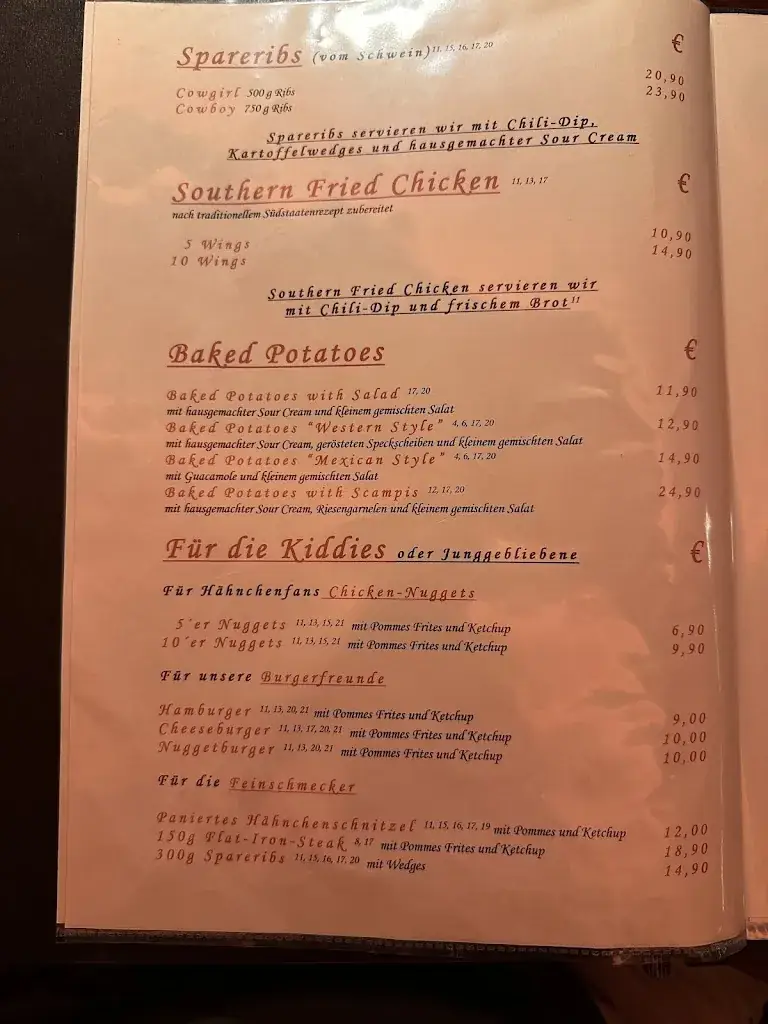 Spareribs (vom Schwein) 11, 15, 16, 17, 20 €
Cowgirl 500 g Ribs 20,90
Cowboy 750 g Ribs 23,90
Spareribs servieren wir mit Chili-Dip,
Kartoffelwedges und hausgemachter Sour Cream
Southern Fried Chicken 11, 13, 17 €
nach traditionellem Südstaatenrezept zubereitet
5 Wings 10,90
10 Wings 14,90
Southern Fried Chicken servieren wir
mit Chili-Dip und frischem Brot 11
Baked Potatoes €
Baked Potatoes with Salad 17, 20 11,90
mit hausgemachter Sour Cream und kleinem gemischten Salat
Baked Potatoes "Western Style" 4, 6, 17, 20 12,90
mit hausgemachter Sour Cream, gerösteten Speckscheiben und kleinem gemischten Salat
Baked Potatoes "Mexican Style" 4, 6, 17, 20 14,90
mit Guacamole und kleinem gemischten Salat
Baked Potatoes with Scampis 12, 17, 20 24,90
mit hausgemachter Sour Cream, Riesengarnelen und kleinem gemischten Salat
Für die Kiddies oder Junggebliebene €
Für Hähnchenfans Chicken-Nuggets
5´er Nuggets 11, 13, 15, 21 mit Pommes Frites und Ketchup 6,90
10´er Nuggets 11, 13, 15, 21 mit Pommes Frites und Ketchup 9,90
Für unsere Burgerfreunde
Hamburger 11, 13, 20, 21 mit Pommes Frites und Ketchup 9,00
Cheeseburger 11, 13, 17, 20, 21 mit Pommes Frites und Ketchup 10,00
Nuggetburger 11, 13, 20, 21 mit Pommes Frites und Ketchup 10,00
Für die Feinschmecker
Paniertes Hähnchenschnitzel 11, 15, 16, 17, 19 mit Pommes und Ketchup 12,00
150g Flat-Iron-Steak 8, 17 mit Pommes Frites und Ketchup 18,90
300g Spareribs 11, 15, 16, 17, 20 mit Wedges 14,90